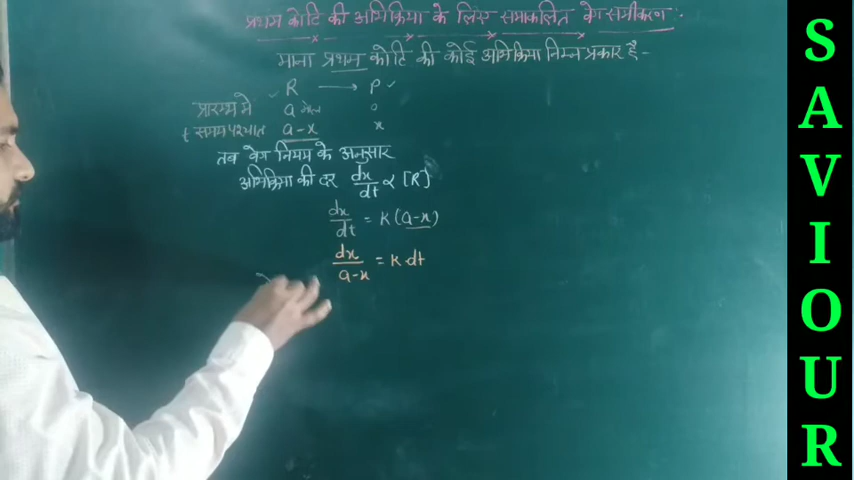 प्रथम कोटि की अभिक्रिया के लिए समाकलित वेग समीकरण :-
माना प्रथम कोटि की कोई अभिक्रिया निम्न प्रकार है -
R → P
प्रारम्भ में a मोल 0
t समय पश्चात a-x x
तब वेग नियम के अनुसार
अभिक्रिया की दर dx/dt ∝ [R]
dx/dt = K(a-x)
dx/a-x = K.dt
SAVIOUR